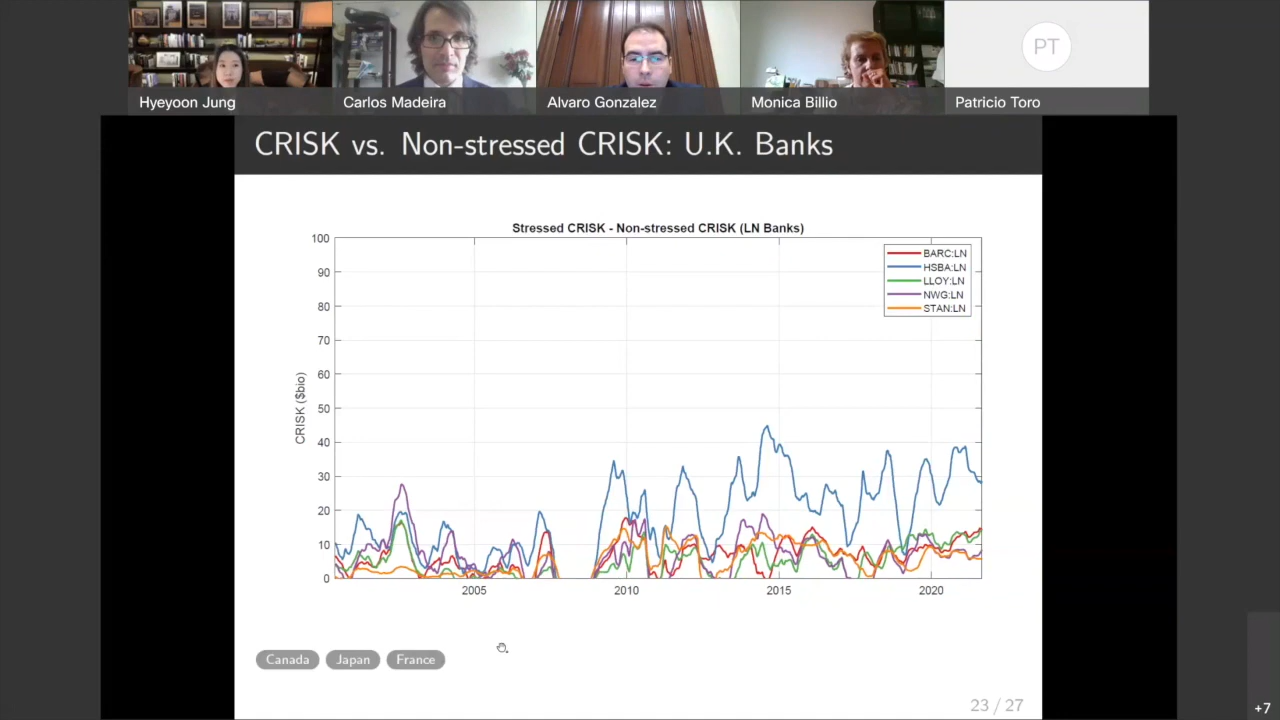 Hyeyoon Jung
Carlos Madeira
Alvaro Gonzalez
Monica Billio
PT
Patricio Toro
CRISK vs. Non-stressed CRISK: U.K. Banks
Stressed CRISK - Non-stressed CRISK (LN Banks)
CRISK ($bio)
100
90
80
70
60
50
40
30
20
10
0
2005
2010
2015
2020
BARC:LN
HSBA:LN
LLOY:LN
NWG:LN
STAN:LN
Canada
Japan
France
23 / 27
+7